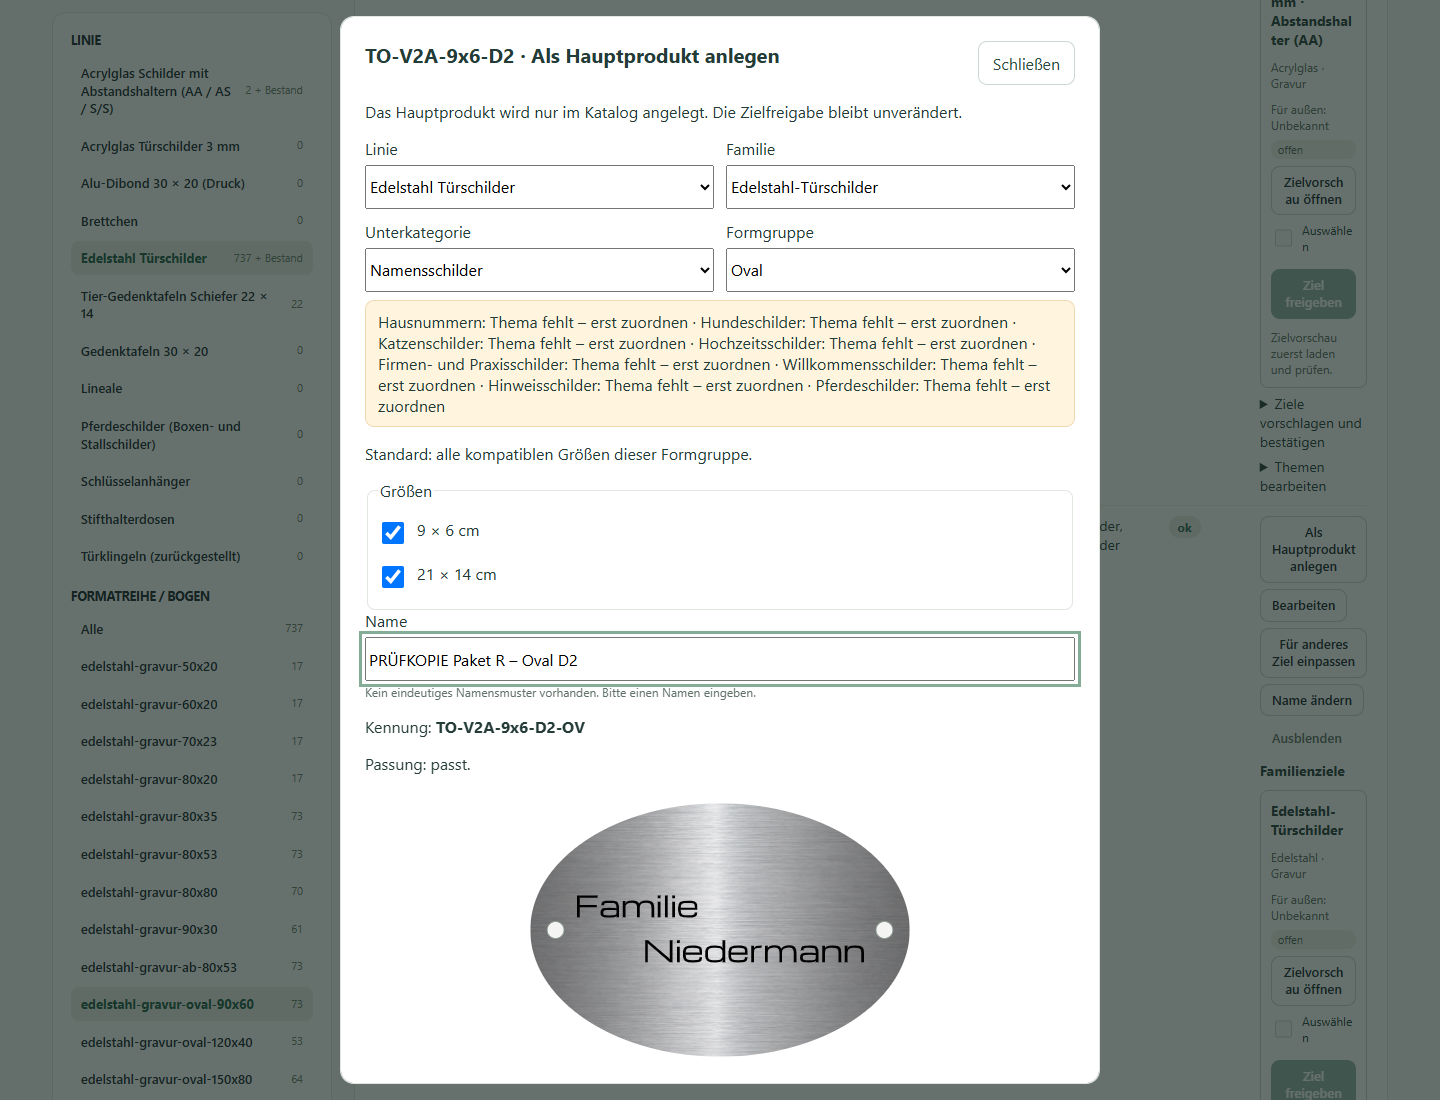 LINIE
Acrylglas Schilder mit
Abstandshaltern (AA / AS
/ S/S)
2 + Bestand
Acrylglas Türschilder 3 mm
0
Alu-Dibond 30 × 20 (Druck)
0
Brettchen
0
Edelstahl Türschilder
737 + Bestand
Tier-Gedenktafeln Schiefer 22 ×
14
22
Gedenktafeln 30 × 20
0
Lineale
0
Pferdeschilder (Boxen- und
Stallschilder)
0
Schlüsselanhänger
0
Stifthalterdosen
0
Türklingeln (zurückgestellt)
0
FORMATREIHE / BOGEN
Alle
737
edelstahl-gravur-50x20
17
edelstahl-gravur-60x20
17
edelstahl-gravur-70x23
17
edelstahl-gravur-80x20
17
edelstahl-gravur-80x35
73
edelstahl-gravur-80x53
73
edelstahl-gravur-80x80
70
edelstahl-gravur-90x30
61
edelstahl-gravur-ab-80x53
73
edelstahl-gravur-oval-90x60
73
edelstahl-gravur-oval-120x40
53
edelstahl-gravur-oval-150x80
64
TO-V2A-9x6-D2 · Als Hauptprodukt anlegen
Schließen
Das Hauptprodukt wird nur im Katalog angelegt. Die Zielfreigabe bleibt unverändert.
Linie
Familie
Edelstahl Türschilder
Edelstahl-Türschilder
Unterkategorie
Formgruppe
Namensschilder
Oval
Hausnummern: Thema fehlt – erst zuordnen · Hundeschilder: Thema fehlt – erst zuordnen ·
Katzenschilder: Thema fehlt – erst zuordnen · Hochzeitsschilder: Thema fehlt – erst zuordnen ·
Firmen- und Praxisschilder: Thema fehlt – erst zuordnen · Willkommensschilder: Thema fehlt –
erst zuordnen · Hinweisschilder: Thema fehlt – erst zuordnen · Pferdeschilder: Thema fehlt – erst
zuordnen
Standard: alle kompatiblen Größen dieser Formgruppe.
Größen
9 × 6 cm
21 × 14 cm
Name
PRÜFKOPIE Paket R – Oval D2
Kein eindeutiges Namensmuster vorhanden. Bitte einen Namen eingeben.
Kennung: TO-V2A-9x6-D2-OV
Passung: passt.
Familie
Niedermann
mm ·
Abstandshal
ter (AA)
Acrylglas ·
Gravur
Für außen:
Unbekannt
offen
Zielvorsch
au öffnen
Auswähle
n
Ziel
freigeben
Zielvorschau
zuerst laden
und prüfen.
▶ Ziele
vorschlagen und
bestätigen
▶ Themen
bearbeiten
der,
der
ok
Als
Hauptprodukt
anlegen
Bearbeiten
Für anderes
Ziel einpassen
Name ändern
Ausblenden
Familienziele
Edelstahl-
Türschilder
Edelstahl ·
Gravur
Für außen:
Unbekannt
offen
Zielvorsch
au öffnen
Auswähle
n
Ziel
freigeben